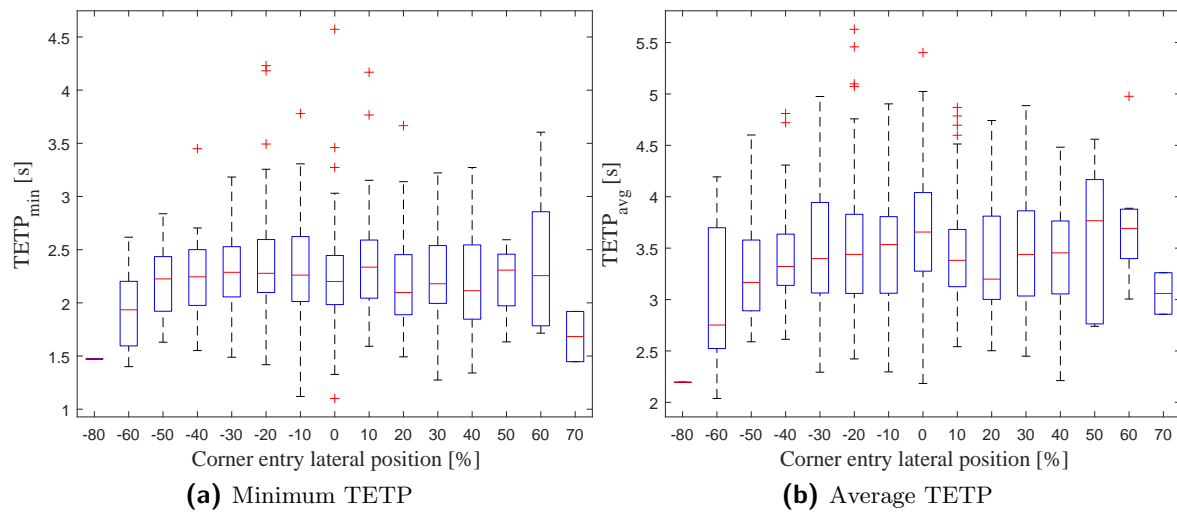 4.5
4
3.5
3
2.5
2
1.5
1
TETP_min [s]
-80 -60 -50 -40 -30 -20 -10 0 10 20 30 40 50 60 70
Corner entry lateral position [%]
(a) Minimum TETP
5.5
5
4.5
4
3.5
3
2.5
2
TETP_avg [s]
-80 -60 -50 -40 -30 -20 -10 0 10 20 30 40 50 60 70
Corner entry lateral position [%]
(b) Average TETP